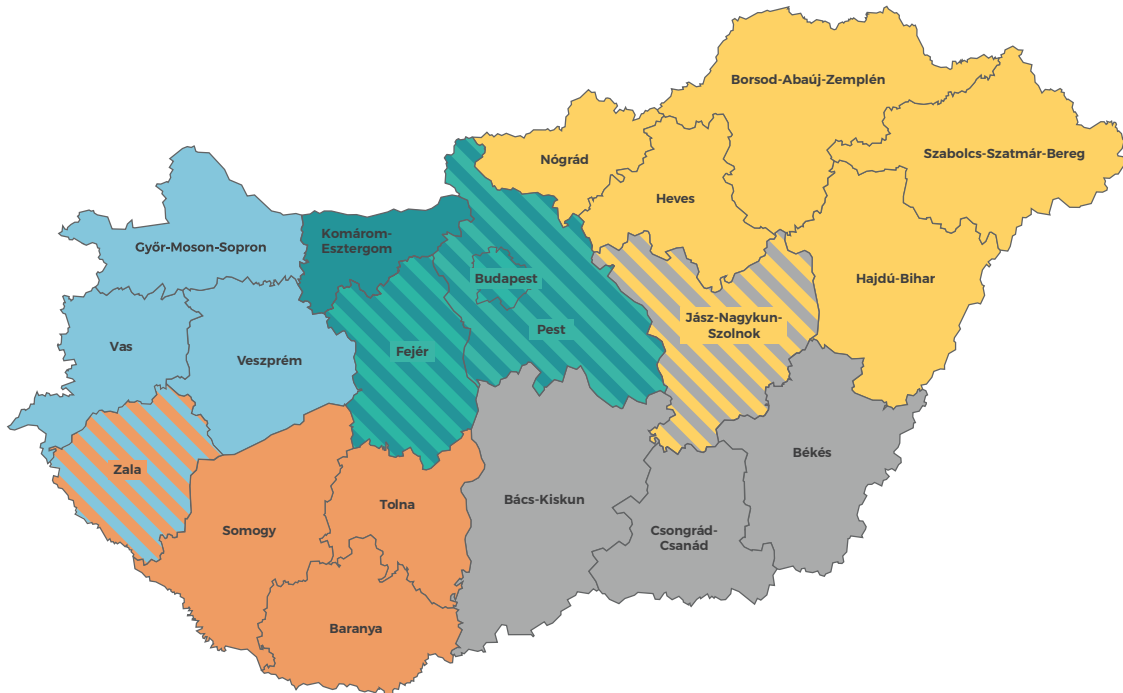 Borsod-Abaúj-Zemplén
Szabolcs-Szatmár-Bereg
Nógrád
Heves
Komárom-
Esztergom
Győr-Moson-Sopron
Budapest
Hajdú-Bihar
Jász-Nagykun-
Szolnok
Pest
Vas
Fejér
Veszprém
Békés
Zala
Bács-Kiskun
Tolna
Somogy
Csongrád-
Csanád
Baranya